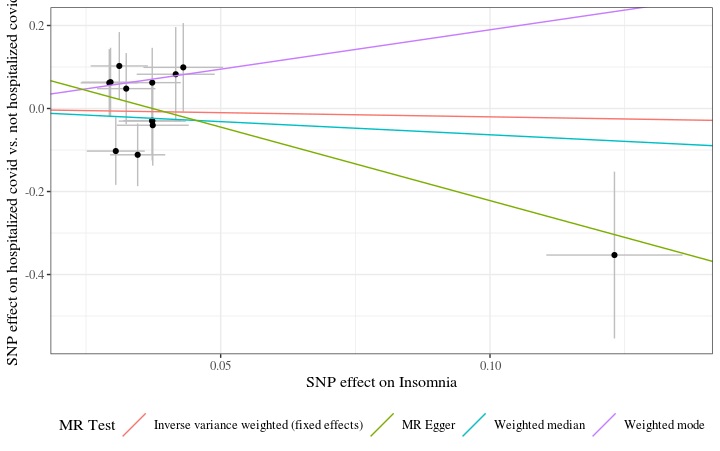 SNP effect on hospitalized covid vs. not hospitalized covid
0.2
0.0
-0.2
-0.4
0.05
0.10
SNP effect on Insomnia
MR Test
Inverse variance weighted (fixed effects)
MR Egger
Weighted median
Weighted mode